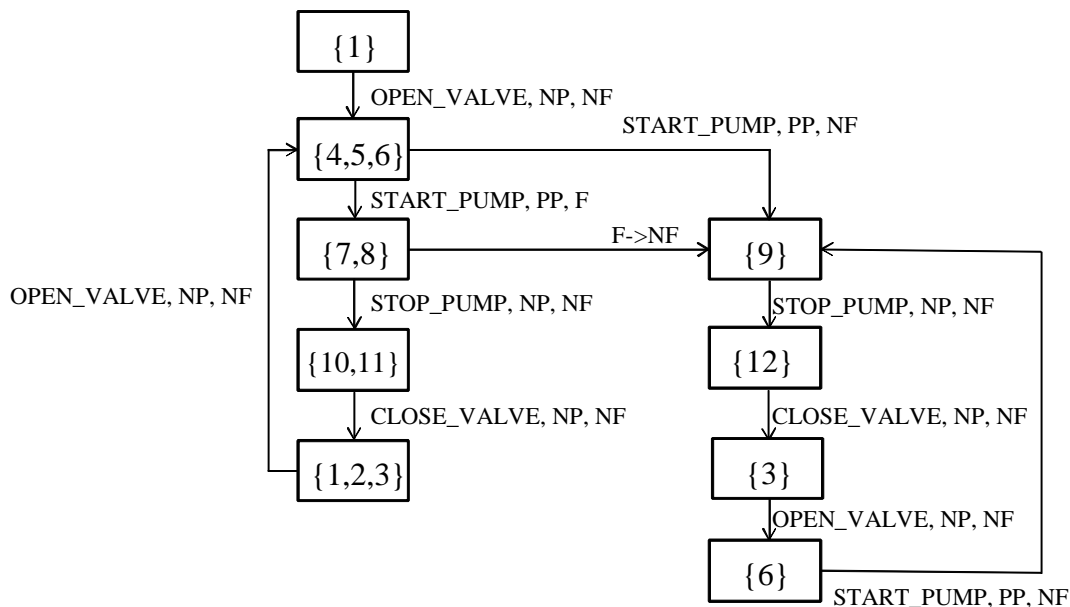 {1}
OPEN_VALVE, NP, NF
START_PUMP, PP, NF
{4,5,6}
START_PUMP, PP, F
{7,8}
F->NF
{9}
OPEN_VALVE, NP, NF
STOP_PUMP, NP, NF
STOP_PUMP, NP, NF
{10,11}
{12}
CLOSE_VALVE, NP, NF
CLOSE_VALVE, NP, NF
{1,2,3}
{3}
OPEN_VALVE, NP, NF
{6}
START_PUMP, PP, NF